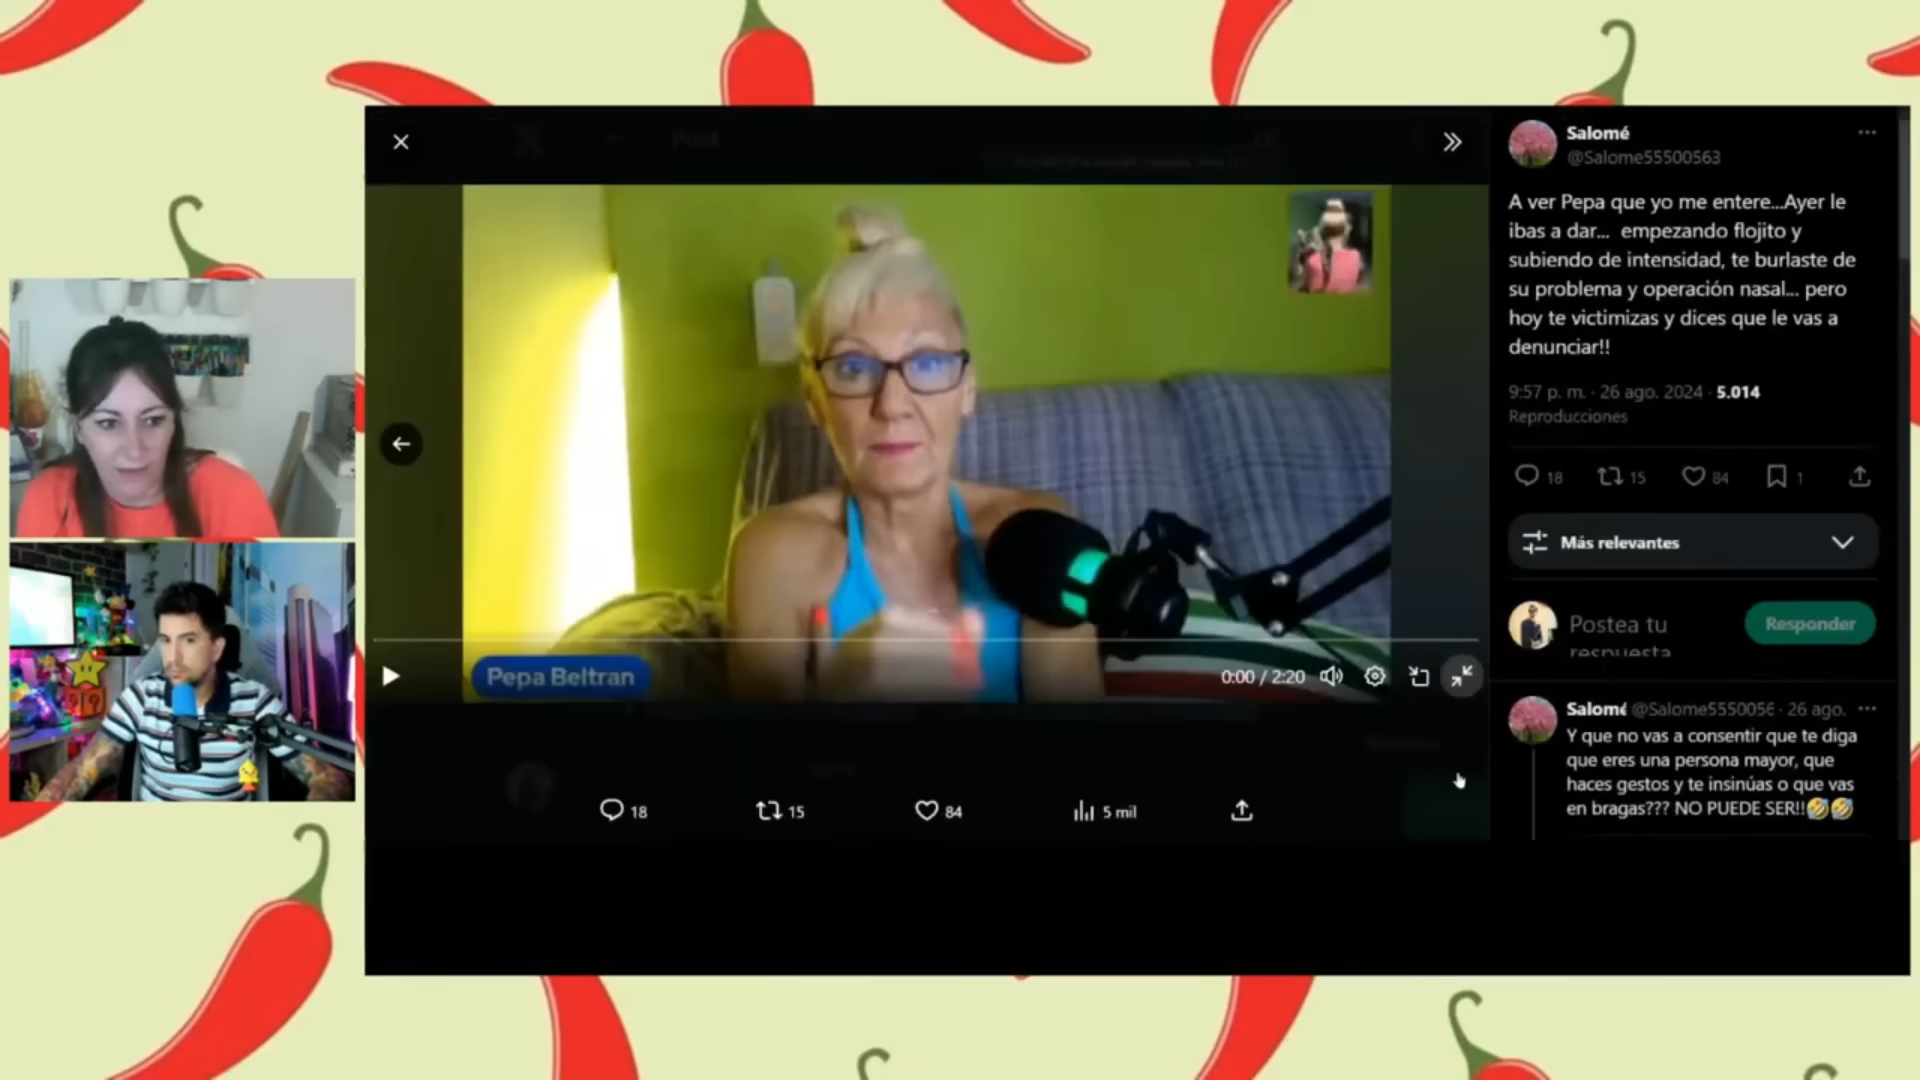 Post
Pepa Beltran
0:00 / 2:20
18
15
84
5 mil
Salomé
@Salome55500563
A ver Pepa que yo me entere...Ayer le
ibas a dar... empezando flojito y
subiendo de intensidad, te burlaste de
su problema y operación nasal... pero
hoy te victimizas y dices que le vas a
denunciar!!
9:57 p. m. · 26 ago. 2024 · 5.014
Reproducciones
18
15
84
1
Más relevantes
Postea tu
respuesta
Responder
Salomé @Salome5550056 · 26 ago.
Y que no vas a consentir que te diga
que eres una persona mayor, que
haces gestos y te insinúas o que vas
en bragas??? NO PUEDE SER!!🤣🤣